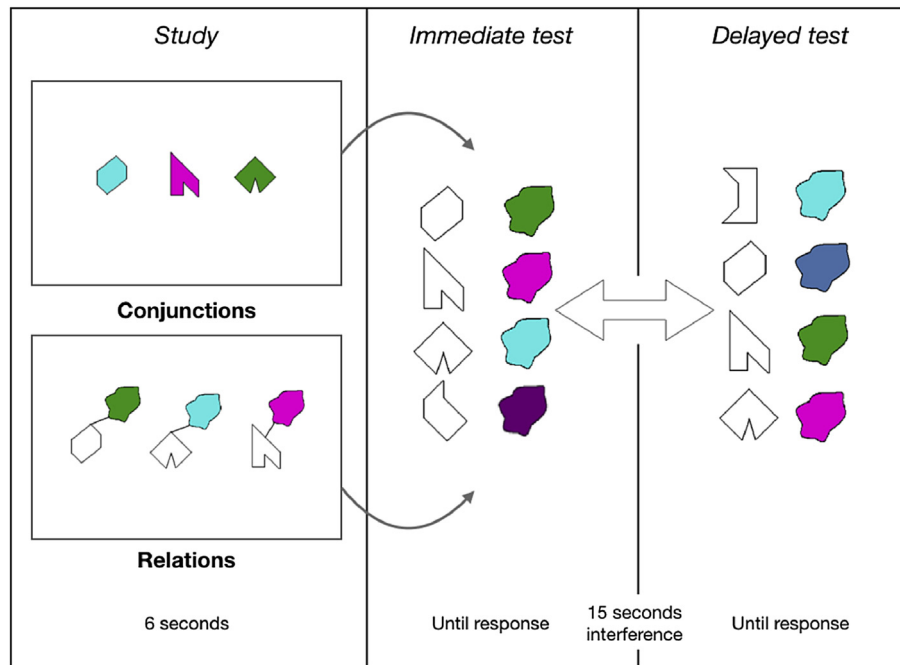 Study
Immediate test
Delayed test
Conjunctions
Relations
6 seconds
Until response
15 seconds
interference
Until response